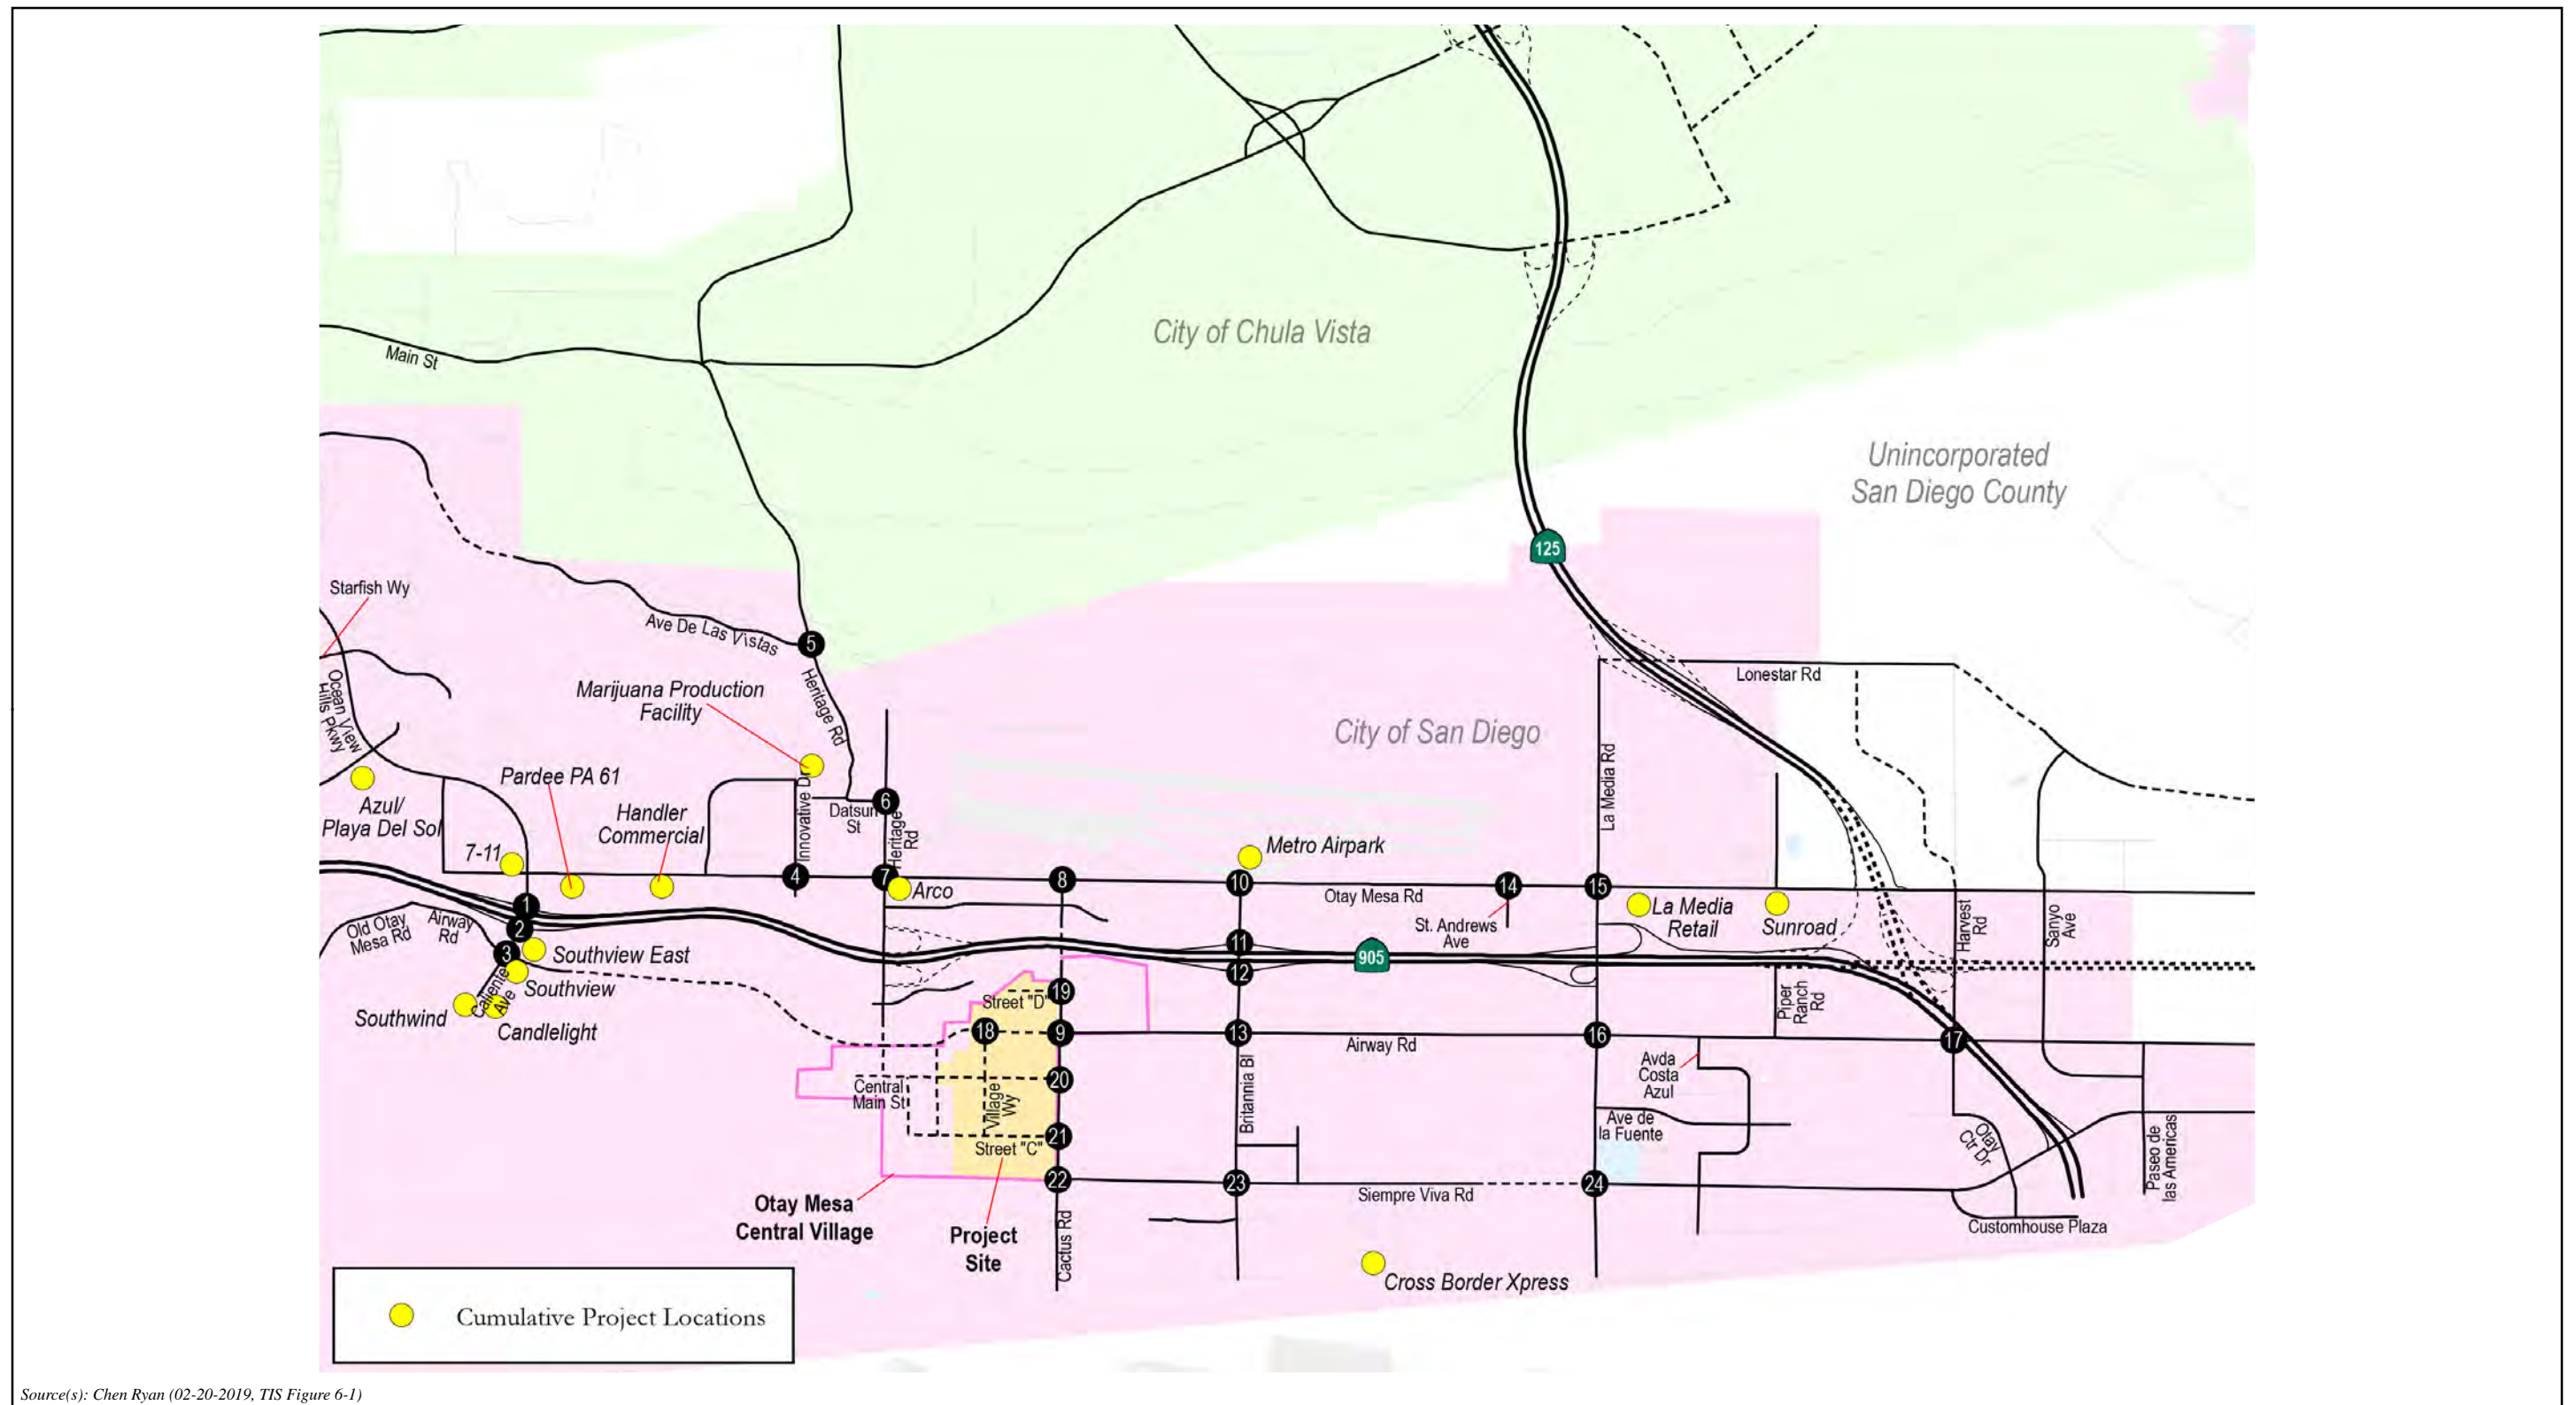 City of Chula Vista
Main St
Unincorporated
San Diego County
125
Starfish Wy
Ave De Las Vistas
5
Lonestar Rd
Ocean View
Hills Pkwy
Heritage Rd
Marijuana Production
Facility
City of San Diego
La Media Rd
Pardee PA 61
Azul/
Playa Del Sol
Handler
Commercial
Innovative Dr
Datsun
St
6
Heritage
Rd
7-11
Metro Airpark
4
7
Arco
8
10
Otay Mesa Rd
14
15
St. Andrews
Ave
La Media
Retail
Sunroad
Harvest
Rd
Sanyo
Ave
1
2
3
Old Otay
Mesa Rd
Airway
Rd
Southview East
Southview
Caliente
Ave
Southwind
Candlelight
11
12
905
19
Street "D"
18
9
13
Airway Rd
16
Piper
Ranch
Rd
17
Avda
Costa
Azul
Central
Main St
Village
Wy
20
Britannia Bl
Ave de
la Fuente
Otay
Ctr Dr
Paseo de
las Americas
21
Street "C"
22
23
Siempre Viva Rd
24
Otay Mesa
Central Village
Project
Site
Cactus Rd
Customhouse Plaza
Cross Border Xpress
Cumulative Project Locations
Source(s): Chen Ryan (02-20-2019, TIS Figure 6-1)